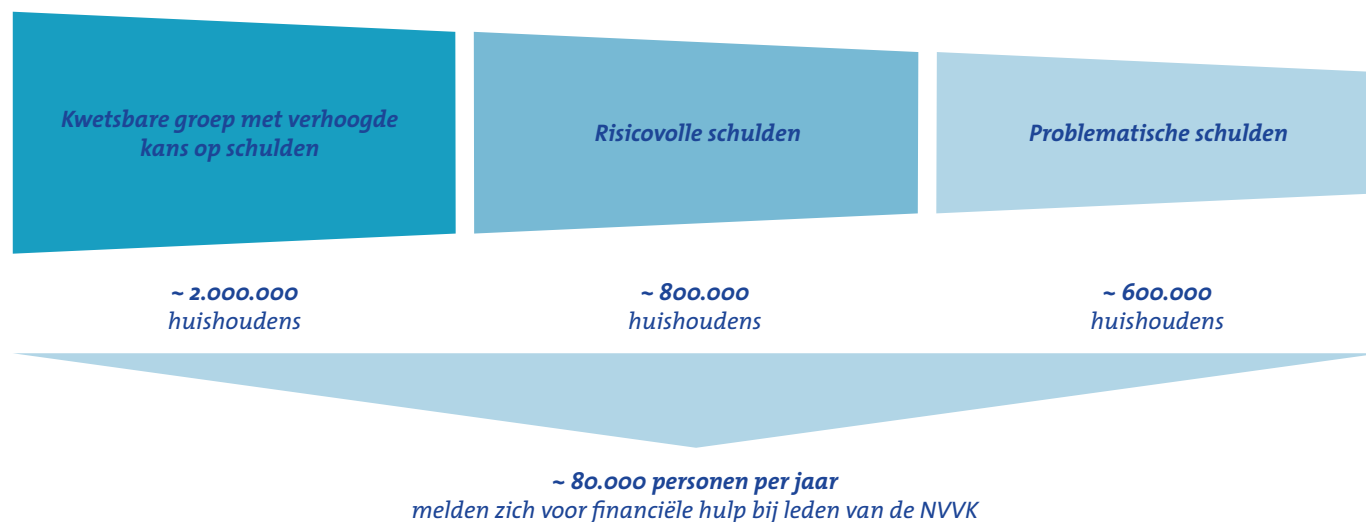 Kwetsbare groep met verhoogde
kans op schulden
Risicovolle schulden
Problematische schulden
~ 2.000.000
huishoudens
~ 800.000
huishoudens
~ 600.000
huishoudens
~ 80.000 personen per jaar
melden zich voor financiële hulp bij leden van de NVVK